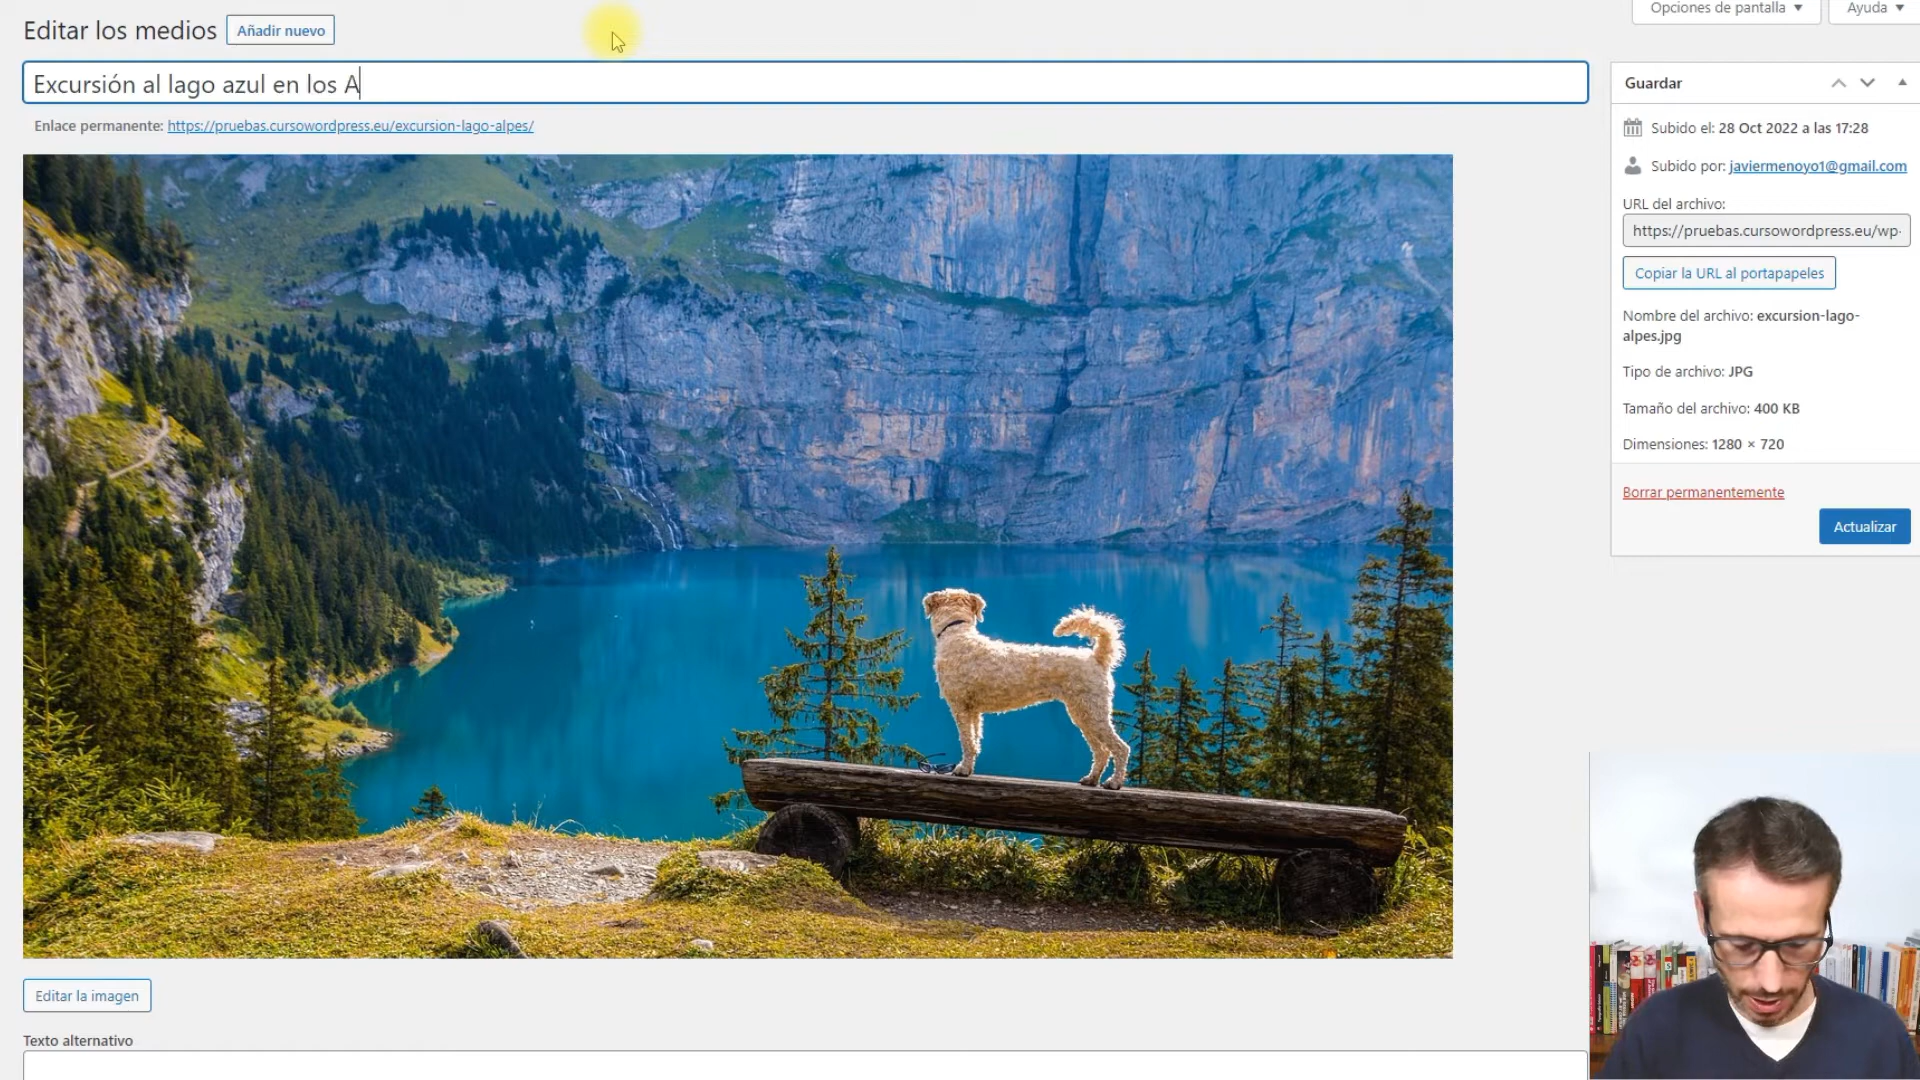 Opciones de pantalla
Ayuda
Editar los medios
Añadir nuevo
Excursión al lago azul en los A
Enlace permanente: https://pruebas.cursowordpress.eu/excursion-lago-alpes/
Guardar
Subido el: 28 Oct 2022 a las 17:28
Subido por: javiermenoyo1@gmail.com
URL del archivo:
https://pruebas.cursowordpress.eu/wp-
Copiar la URL al portapapeles
Nombre del archivo: excursion-lago-
alpes.jpg
Tipo de archivo: JPG
Tamaño del archivo: 400 KB
Dimensiones: 1280 × 720
Borrar permanentemente
Actualizar
Editar la imagen
Texto alternativo